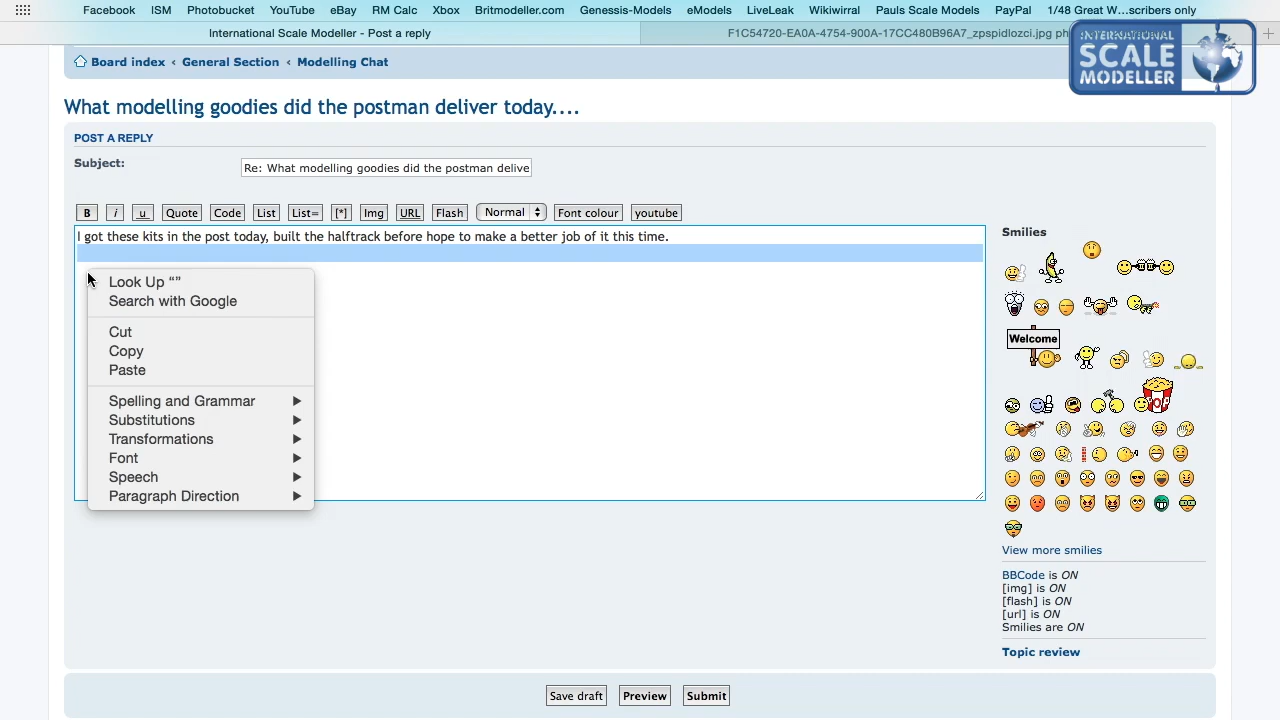 Facebook ISM Photobucket YouTube eBay RM Calc Xbox Britmodeller.com Genessis-Models eModels LiveLeak Wikiwirral Pauls Scale Models PayPal 1/48 Great W...scribers only
International Scale Modeller - Post a reply F1C54720-EA0A-4754-900A-17CC480B96A7_zpspidlozci.jpg
INTERNATIONAL
SCALE
MODELLER
Board index ‹ General Section ‹ Modelling Chat
What modelling goodies did the postman deliver today....
POST A REPLY
Subject: Re: What modelling goodies did the postman delive
B i u Quote Code List List= [*] Img URL Flash Normal Font colour youtube
I got these kits in the post today, built the halftrack before hope to make a better job of it this time.
Look Up “”
Search with Google
Cut
Copy
Paste
Spelling and Grammar
Substitutions
Transformations
Font
Speech
Paragraph Direction
Smilies
Welcome
View more smilies
BBCode is ON
[img] is ON
[flash] is ON
[url] is ON
Smilies are ON
Topic review
Save draft Preview Submit